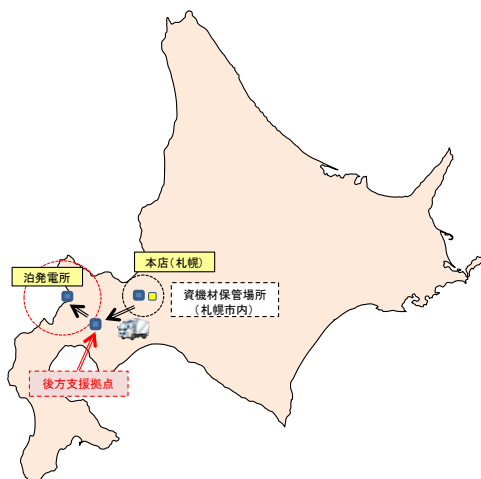 本店(札幌)
泊発電所
資機材保管場所
(札幌市内)
後方支援拠点